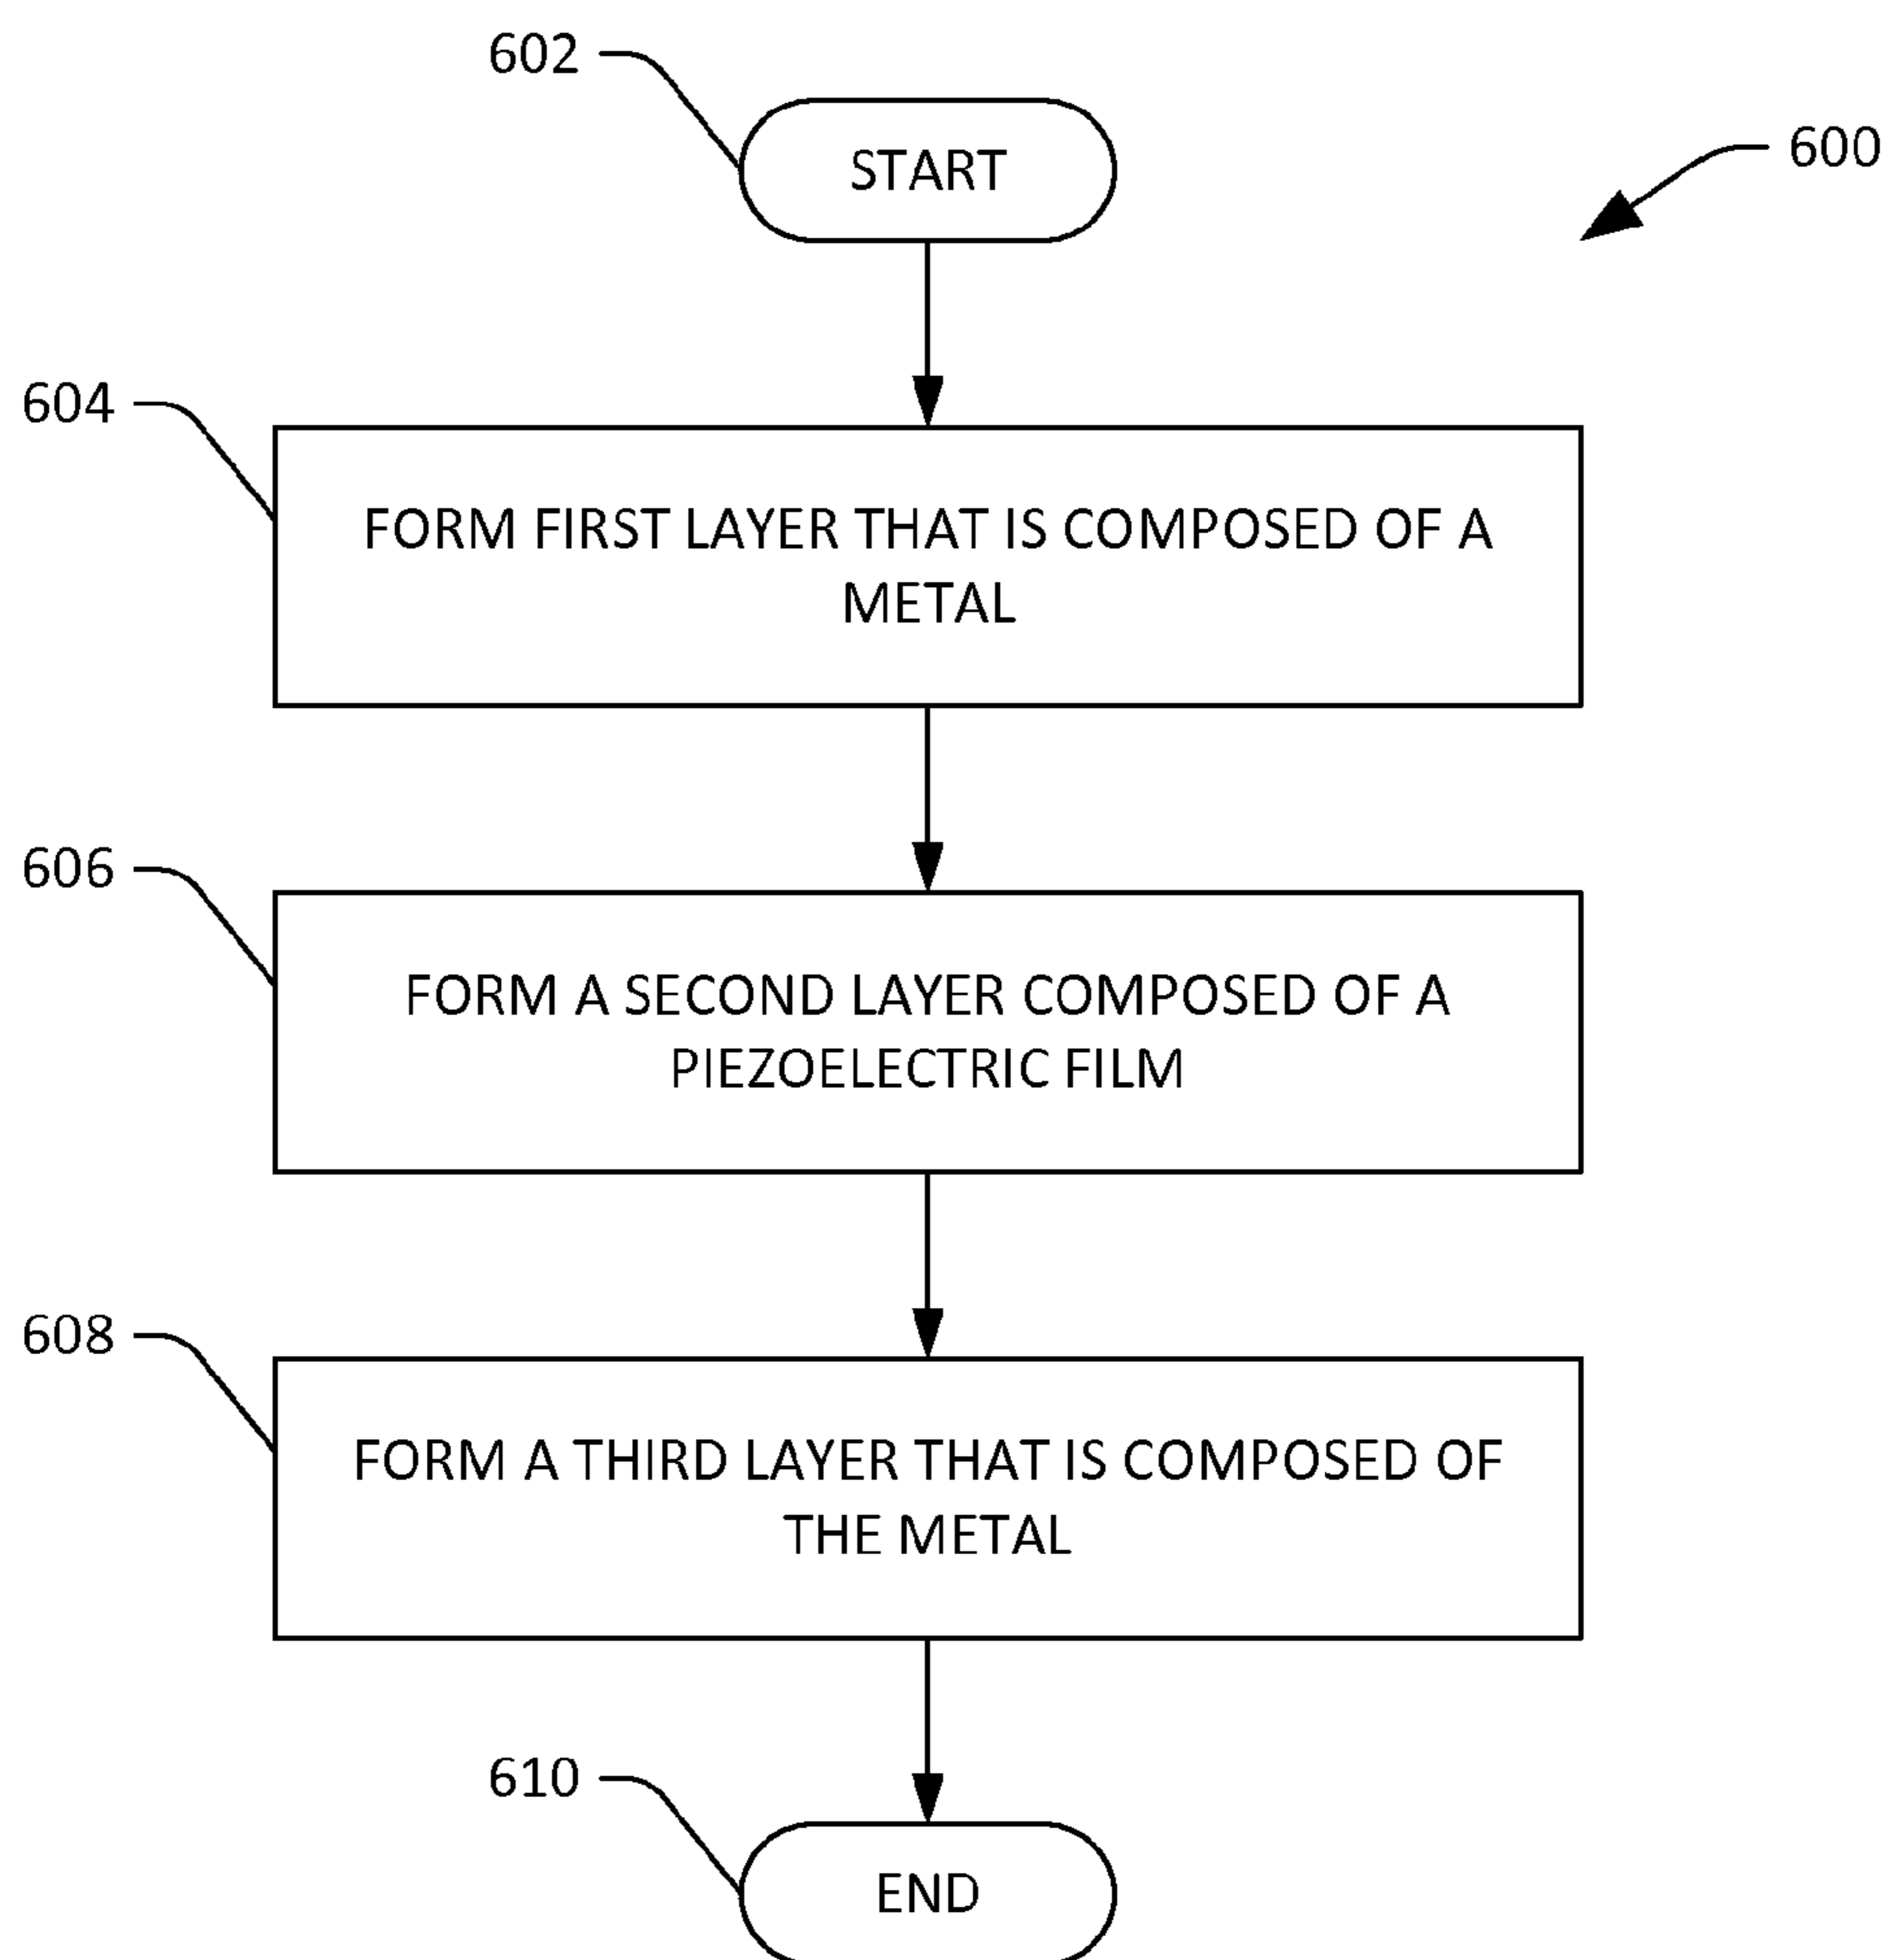 602
START
600
604
FORM FIRST LAYER THAT IS COMPOSED OF A
METAL
606
FORM A SECOND LAYER COMPOSED OF A
PIEZOELECTRIC FILM
608
FORM A THIRD LAYER THAT IS COMPOSED OF
THE METAL
610
END